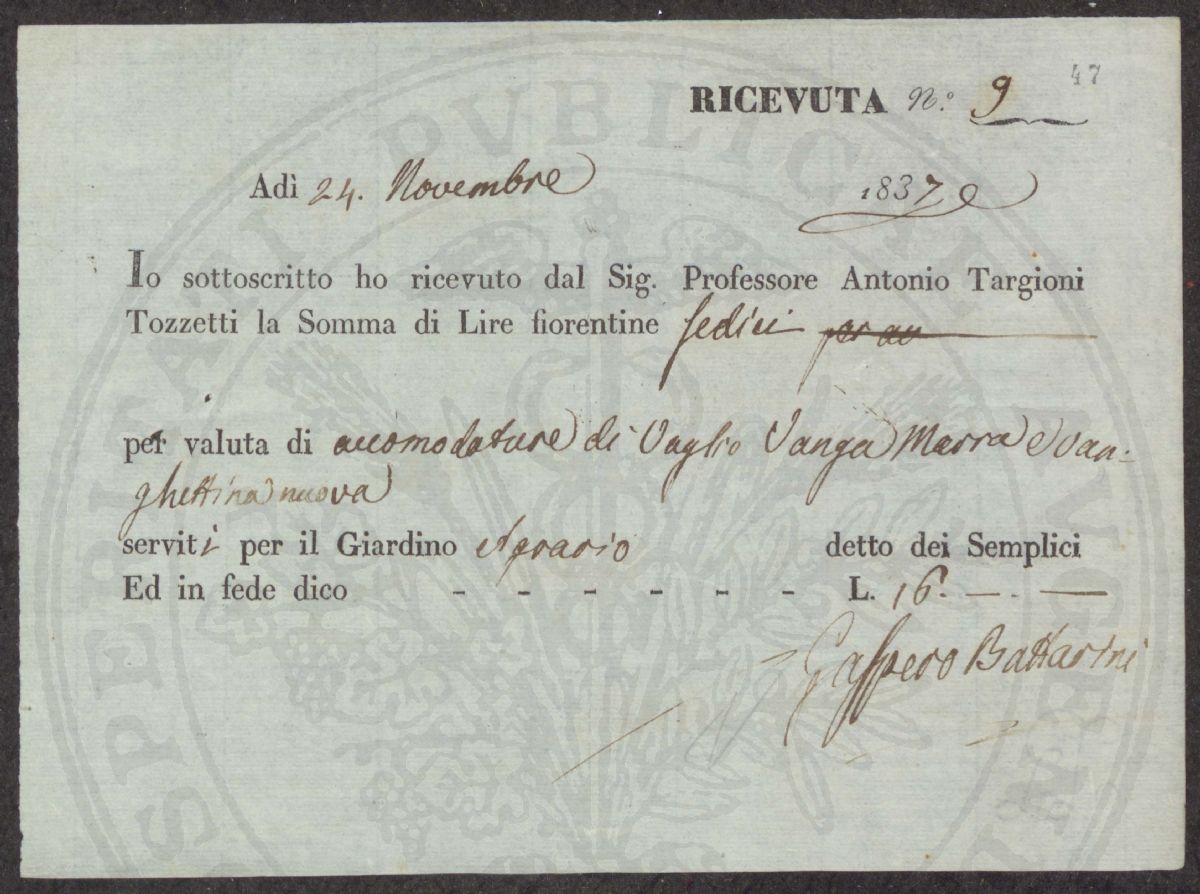 47
RICEVUTA N.º 9
Adì 24. Novembre 1837
Io sottoscritto ho ricevuto dal Sig. Professore Antonio Targioni
Tozzetti la Somma di Lire fiorentine sedici
per valuta di accomodature di Vaglio Vanga Marra e Van-
ghettina nuova
serviti per il Giardino Agrario detto dei Semplici
Ed in fede dico - - - - - - L. 16. — . —
Gaspero Battarini